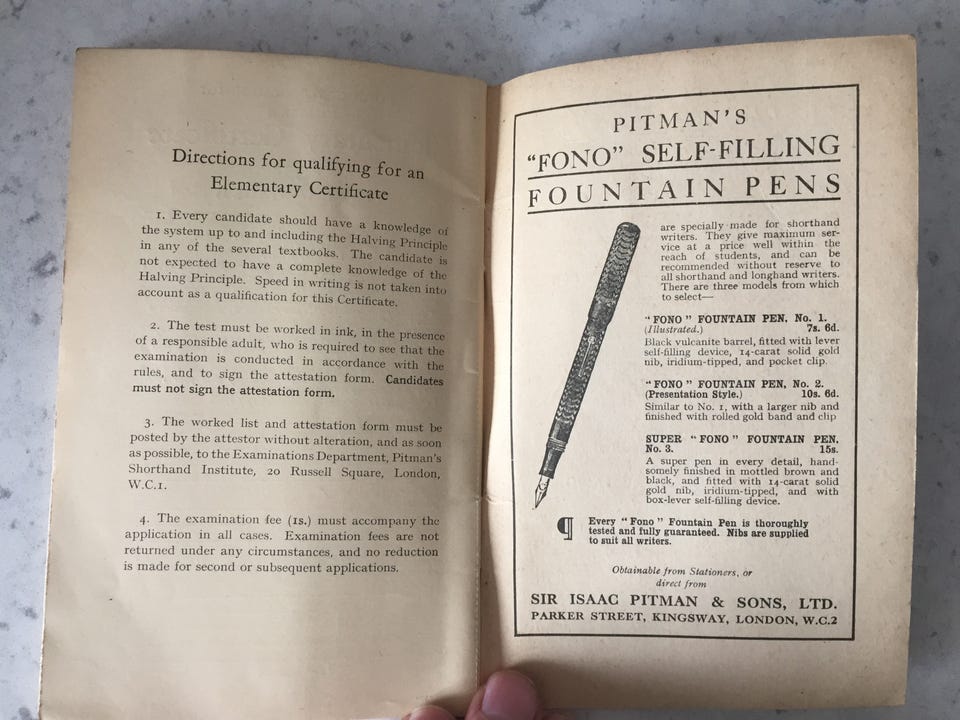 Directions for qualifying for an
Elementary Certificate
1. Every candidate should have a knowledge of
the system up to and including the Halving Principle
in any of the several textbooks. The candidate is
not expected to have a complete knowledge of the
Halving Principle. Speed in writing is not taken into
account as a qualification for this Certificate.
2. The test must be worked in ink, in the presence
of a responsible adult, who is required to see that the
examination is conducted in accordance with the
rules, and to sign the attestation form. Candidates
must not sign the attestation form.
3. The worked list and attestation form must be
posted by the attestor without alteration, and as soon
as possible, to the Examinations Department, Pitman's
Shorthand Institute, 20 Russell Square, London,
W.C.1.
4. The examination fee (1s.) must accompany the
application in all cases. Examination fees are not
returned under any circumstances, and no reduction
is made for second or subsequent applications.
PITMAN'S
"FONO" SELF-FILLING
FOUNTAIN PENS
are specially made for shorthand
writers. They give maximum ser-
vice at a price well within the
reach of students, and can be
recommended without reserve to
all shorthand and longhand writers.
There are three models from which
to select—
"FONO" FOUNTAIN PEN, No. 1.
(Illustrated.) 7s. 6d.
Black vulcanite barrel, fitted with lever
self-filling device, 14-carat solid gold
nib, iridium-tipped, and pocket clip.
"FONO" FOUNTAIN PEN, No. 2.
(Presentation Style.) 10s. 6d.
Similar to No. 1, with a larger nib and
finished with rolled gold band and clip
SUPER "FONO" FOUNTAIN PEN,
No. 3. 15s.
A super pen in every detail, hand-
somely finished in mottled brown and
black, and fitted with 14-carat solid
gold nib, iridium-tipped, and with
box-lever self-filling device.
¶ Every "Fono" Fountain Pen is thoroughly
tested and fully guaranteed. Nibs are supplied
to suit all writers.
Obtainable from Stationers, or
direct from
SIR ISAAC PITMAN & SONS, LTD.
PARKER STREET, KINGSWAY, LONDON, W.C.2